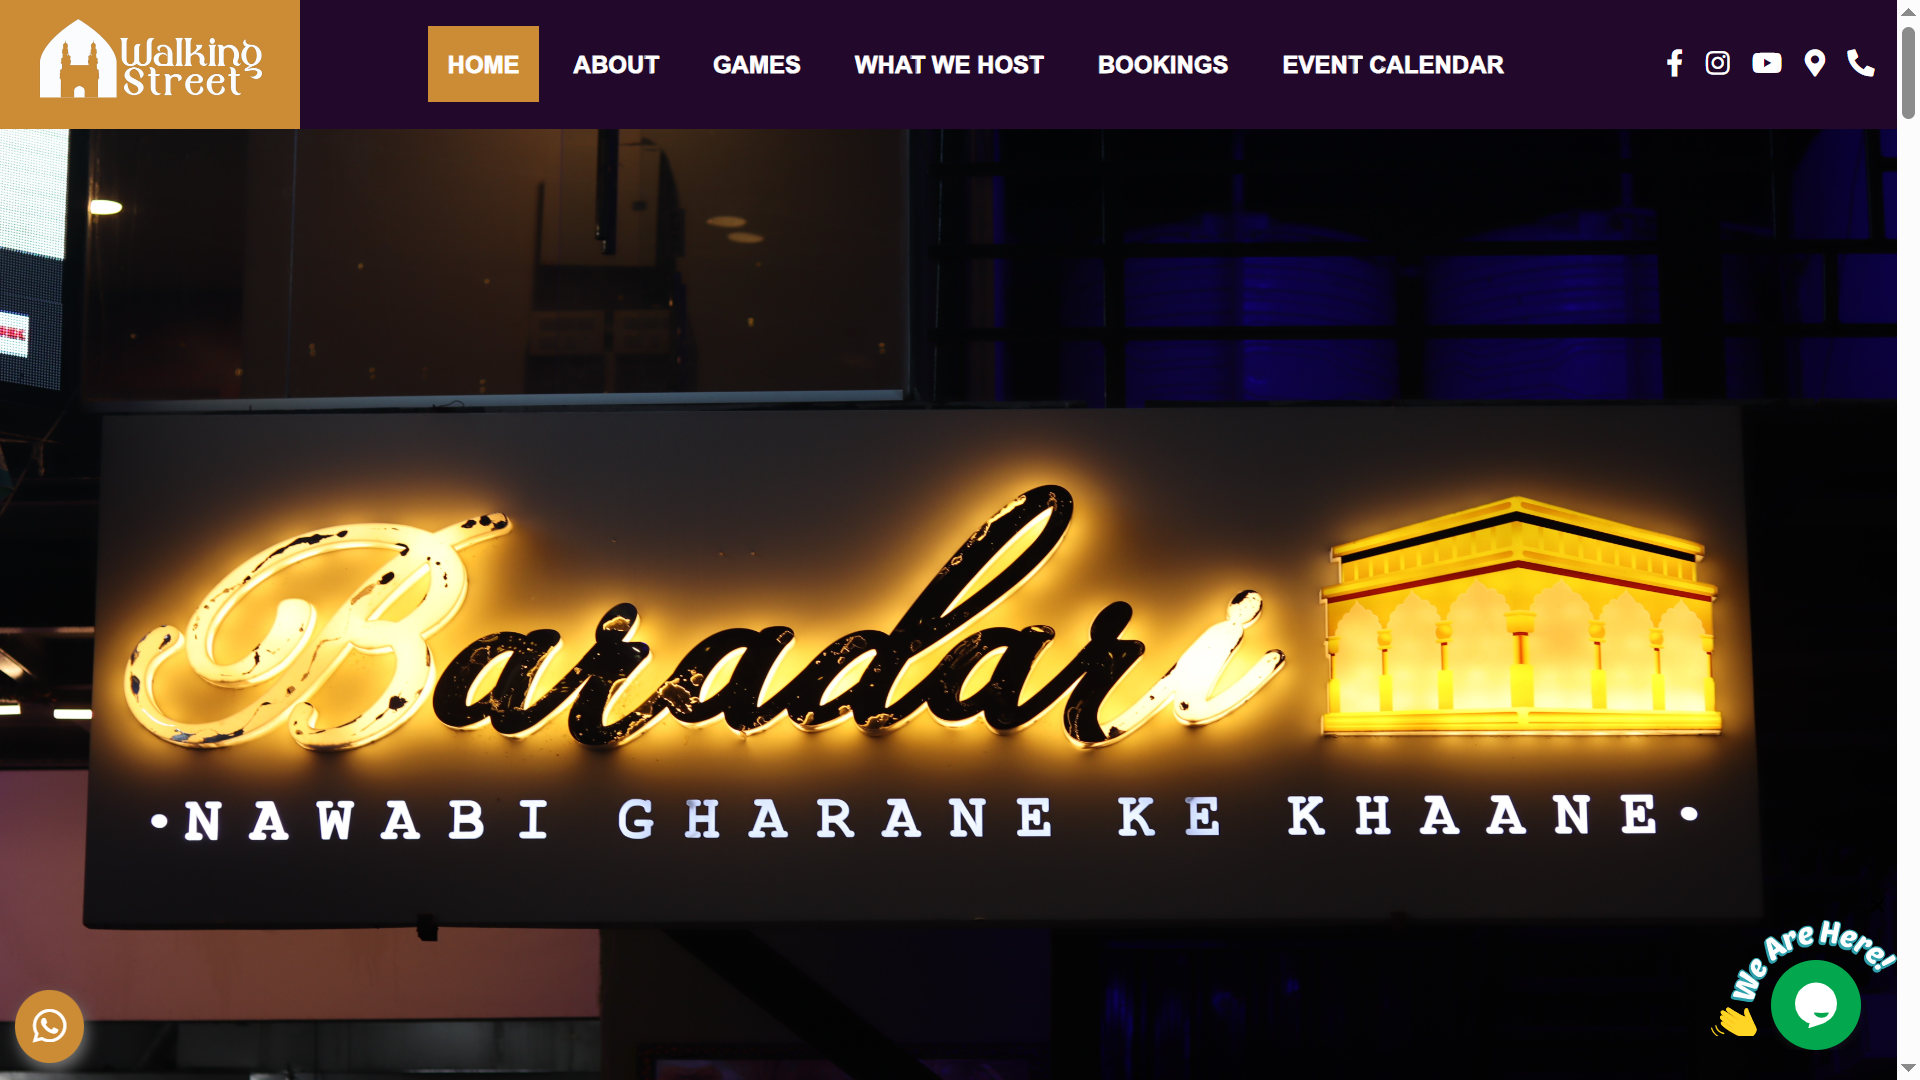 Walking
Street
HOME
ABOUT
GAMES
WHAT WE HOST
BOOKINGS
EVENT CALENDAR
Baradari
•NAWABI GHARANE KE KHAANE•
We Are Here!